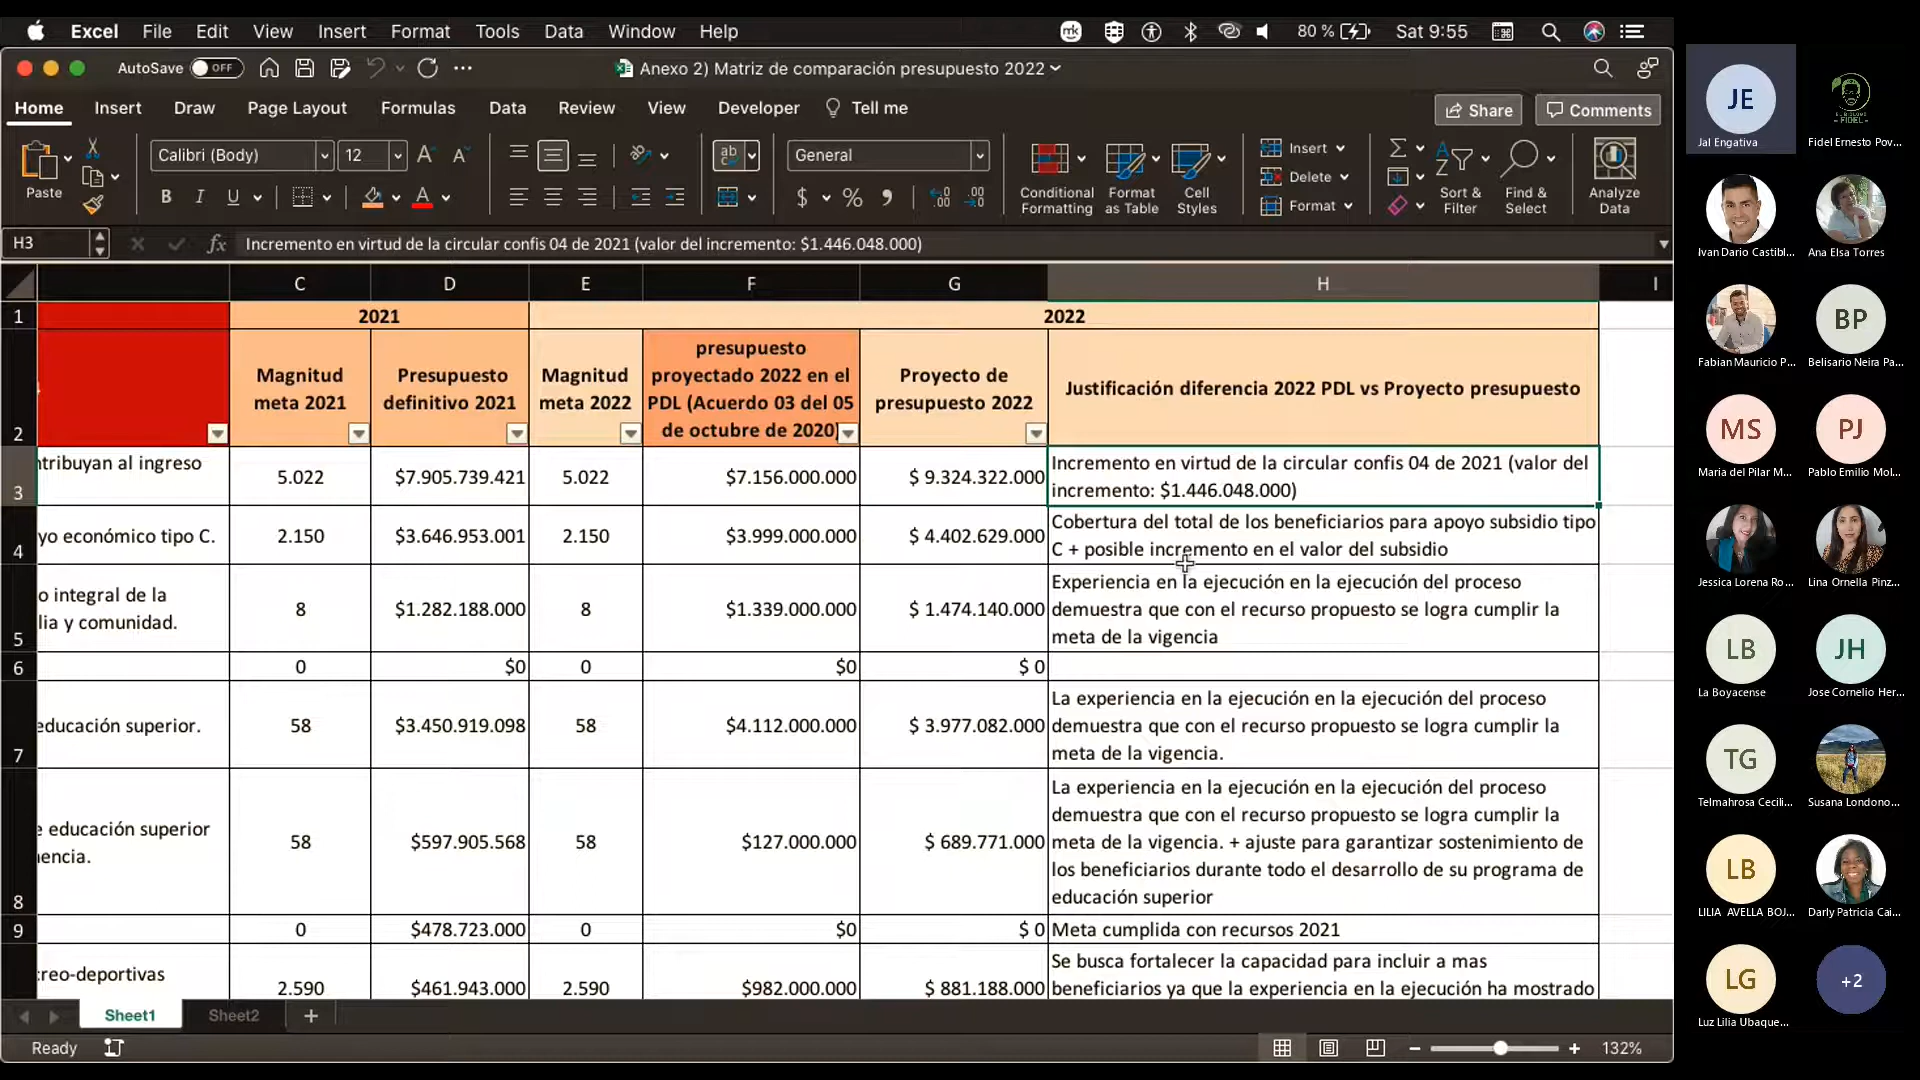 Excel File Edit View Insert Format Tools Data Window Help 80 % Sat 9:55
AutoSave OFF Anexo 2) Matriz de comparación presupuesto 2022
Home Insert Draw Page Layout Formulas Data Review View Developer Tell me Share Comments
Paste
Calibri (Body) 12
B I U
General
Conditional Formatting
Format as Table
Cell Styles
Insert
Delete
Format
Sort & Filter
Find & Select
Analyze Data
H3 fx Incremento en virtud de la circular confis 04 de 2021 (valor del incremento: $1.446.048.000)
C D E F G H I
1 2021 2022
2
Magnitud meta 2021
Presupuesto definitivo 2021
Magnitud meta 2022
presupuesto
proyectado 2022 en el
PDL (Acuerdo 03 del 05
de octubre de 2020)
Proyecto de presupuesto 2022
Justificación diferencia 2022 PDL vs Proyecto presupuesto
3
ntribuyan al ingreso
5.022 $7.905.739.421 5.022 $7.156.000.000 $ 9.324.322.000
Incremento en virtud de la circular confis 04 de 2021 (valor del
incremento: $1.446.048.000)
4
yo económico tipo C.
2.150 $3.646.953.001 2.150 $3.999.000.000 $ 4.402.629.000
Cobertura del total de los beneficiarios para apoyo subsidio tipo
C + posible incremento en el valor del subsidio
5
o integral de la
lia y comunidad.
8 $1.282.188.000 8 $1.339.000.000 $ 1.474.140.000
Experiencia en la ejecución en la ejecución del proceso
demuestra que con el recurso propuesto se logra cumplir la
meta de la vigencia
6 0 $0 0 $0 $ 0
7
educación superior.
58 $3.450.919.098 58 $4.112.000.000 $ 3.977.082.000
La experiencia en la ejecución en la ejecución del proceso
demuestra que con el recurso propuesto se logra cumplir la
meta de la vigencia.
8
e educación superior
encia.
58 $597.905.568 58 $127.000.000 $ 689.771.000
La experiencia en la ejecución en la ejecución del proceso
demuestra que con el recurso propuesto se logra cumplir la
meta de la vigencia. + ajuste para garantizar sostenimiento de
los beneficiarios durante todo el desarrollo de su programa de
educación superior
9 0 $478.723.000 0 $0 $ 0 Meta cumplida con recursos 2021
creo-deportivas
2.590 $461.943.000 2.590 $982.000.000 $ 881.188.000
Se busca fortalecer la capacidad para incluir a mas
beneficiarios ya que la experiencia en la ejecución ha mostrado
Sheet1 Sheet2 +
Ready 132%
JE
Jal Engativa
FIDEL
Fidel Ernesto Pov...
Ivan Dario Castibl...
Ana Elsa Torres
Fabian Mauricio P...
BP
Belisario Neira Pa...
MS
Maria del Pilar M...
PJ
Pablo Emilio Mol...
Jessica Lorena Ro...
Lina Ornella Pinz...
LB
La Boyacense
JH
Jose Cornelio Her...
TG
Telmahrosa Cecili...
Susana Londono...
LB
LILIA AVELLA BOJ...
Darly Patricia Cai...
LG
Luz Lilia Ubaque...
+2